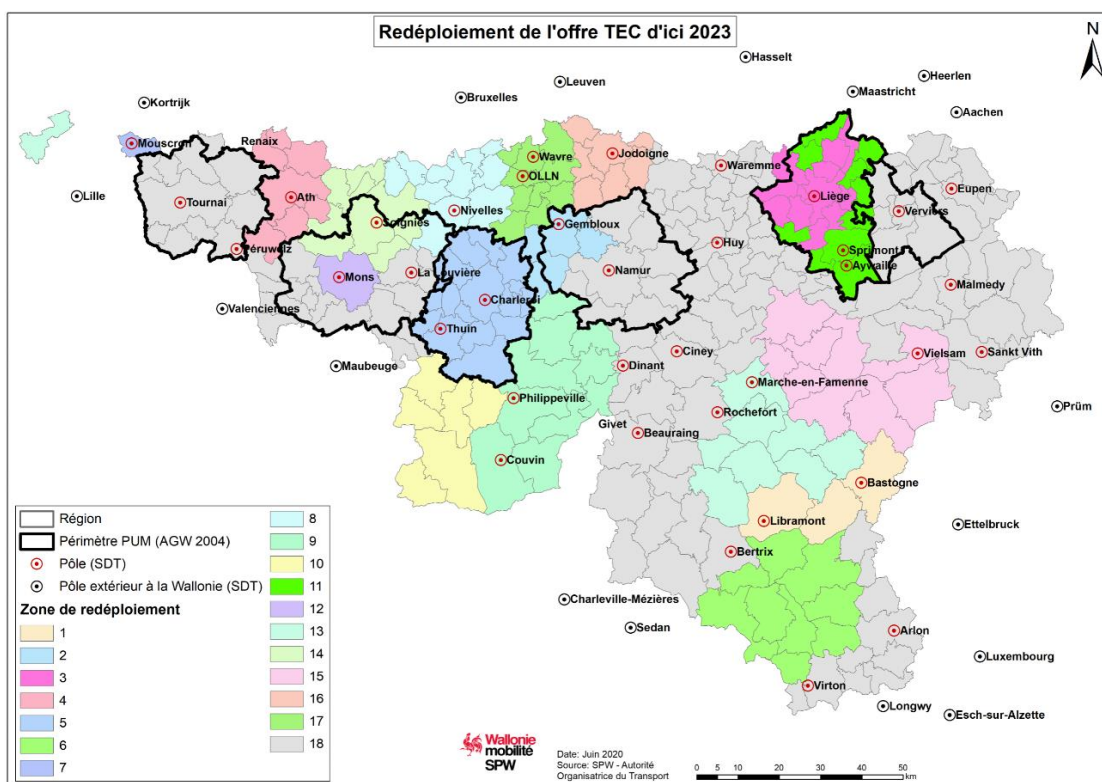 Redéploiement de l'offre TEC d'ici 2023
N
Hasselt
Leuven
Heerlen
Bruxelles
Maastricht
Kortrijk
Aachen
Mouscron
Renaix
Wavre
Jodoigne
Waremme
OLLN
Eupen
Lille
Ath
Liège
Tournai
Nivelles
Verviers
Soignies
Gembloux
Huy
Sprimont
Péruwelz
Aywaille
Mons
La Louvière
Namur
Malmedy
Charleroi
Valenciennes
Thuin
Ciney
Vielsam
Sankt Vith
Maubeuge
Dinant
Marche-en-Famenne
Philippeville
Prüm
Rochefort
Givet
Beauraing
Couvin
Bastogne
Libramont
Ettelbruck
Bertrix
Charleville-Mézières
Sedan
Arlon
Luxembourg
Virton
Longwy
Esch-sur-Alzette
Région
Périmètre PUM (AGW 2004)
Pôle (SDT)
Pôle extérieur à la Wallonie (SDT)
Zone de redéploiement
1
2
3
4
5
6
7
8
9
10
11
12
13
14
15
16
17
18
Wallonie
mobilité
SPW
Date: Juin 2020
Source: SPW - Autorité
Organisatrice du Transport
0 5 10 20 30 40 50
km